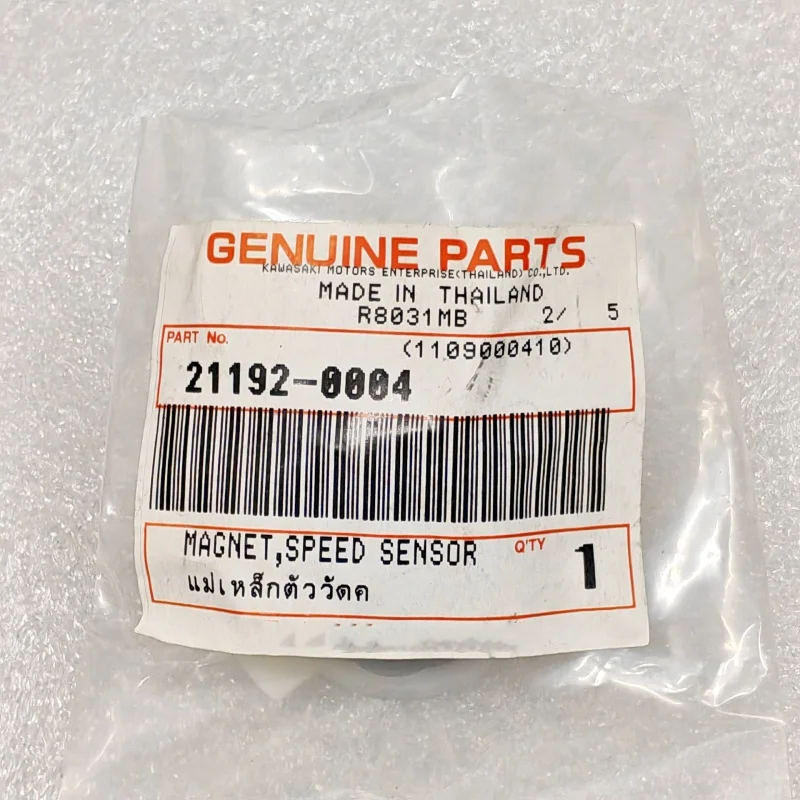 GENUINE PARTS
KAWASAKI MOTORS ENTERPRISE(THAILAND) CO.,LTD.
MADE IN THAILAND
R8031MB 2/ 5
PART No. (1109000410)
21192-0004
MAGNET,SPEED SENSOR Q'TY 1
แม่เหล็กตัววัดค